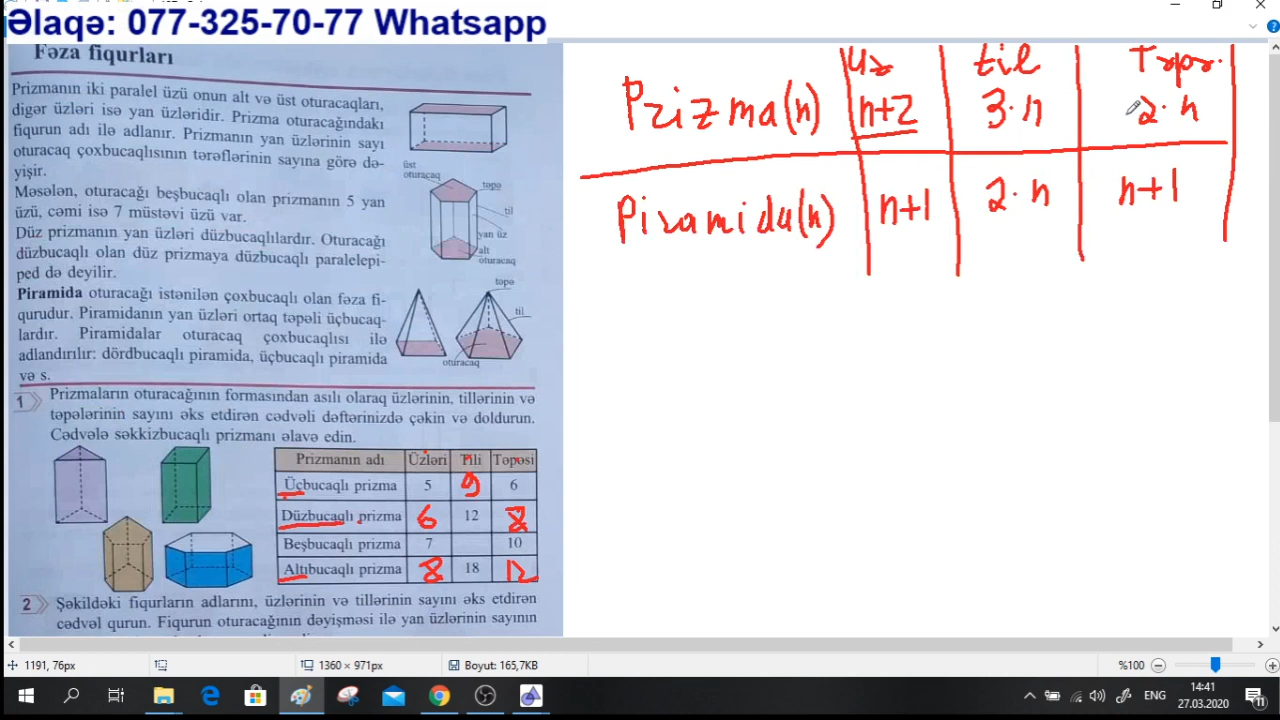 Əlaqə: 077-325-70-77 Whatsapp
Fəza fiqurları
Prizmanın iki paralel üzü onun alt və üst oturacaqları,
digər üzləri isə yan üzləridir. Prizma oturacağındakı
fiqurun adı ilə adlanır. Prizmanın yan üzlərinin sayı
oturacaq çoxbucaqlısının tərəflərinin sayına görə də-
yişir.
Məsələn, oturacağı beşbucaqlı olan prizmanın 5 yan
üzü, cəmi isə 7 müstəvi üzü var.
Düz prizmanın yan üzləri düzbucaqlılardır. Oturacağı
düzbucaqlı olan düz prizmaya düzbucaqlı paralelepi-
ped də deyilir.
Piramida oturacağı istənilən çoxbucaqlı olan fəza fi-
qurudur. Piramidanın yan üzləri ortaq təpəli üçbucaq-
lardır. Piramidalar oturacaq çoxbucaqlısı ilə
adlandırılır: dördbucaqlı piramida, üçbucaqlı piramida
və s.
üst
oturacaq
təpə
til
yan üz
alt
oturacaq
təpə
til
oturacaq
1 Prizmaların oturacağının formasından asılı olaraq üzlərinin, tillərinin və
təpələrinin sayını əks etdirən cədvəli dəftərinizdə çəkin və doldurun.
Cədvələ səkkizbucaqlı prizmanı əlavə edin.
Prizmanın adı Üzləri Tili Təpəsi
Üçbucaqlı prizma 5 9 6
Düzbucaqlı prizma 6 12 8
Beşbucaqlı prizma 7 10
Altıbucaqlı prizma 8 18 12
2 Şəkildəki fiqurların adlarını, üzlərinin və tillərinin sayını əks etdirən
cədvəl qurun. Fiqurun oturacağının dəyişməsi ilə yan üzlərinin sayının
üz til Təpə.
Prizma(n) n+2 3·n 2·n
Piramida(n) n+1 2·n n+1
1191, 76px
1360 × 971px
Boyut: 165,7KB
%100
14:41
ENG
27.03.2020
11